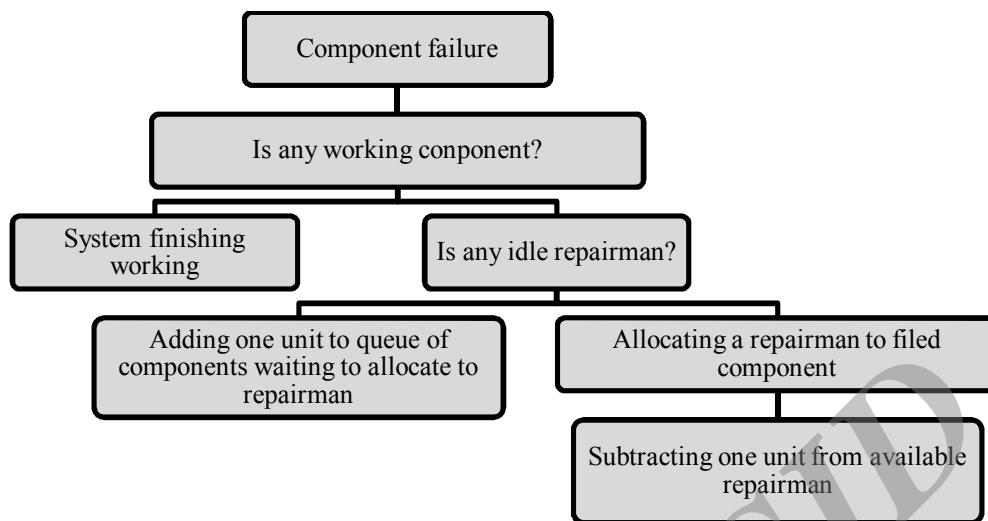 Component failure
Is any working conponent?
System finishing
working
Is any idle repairman?
Adding one unit to queue of
components waiting to allocate to
repairman
Allocating a repairman to filed
component
Subtracting one unit from available
repairman
SID